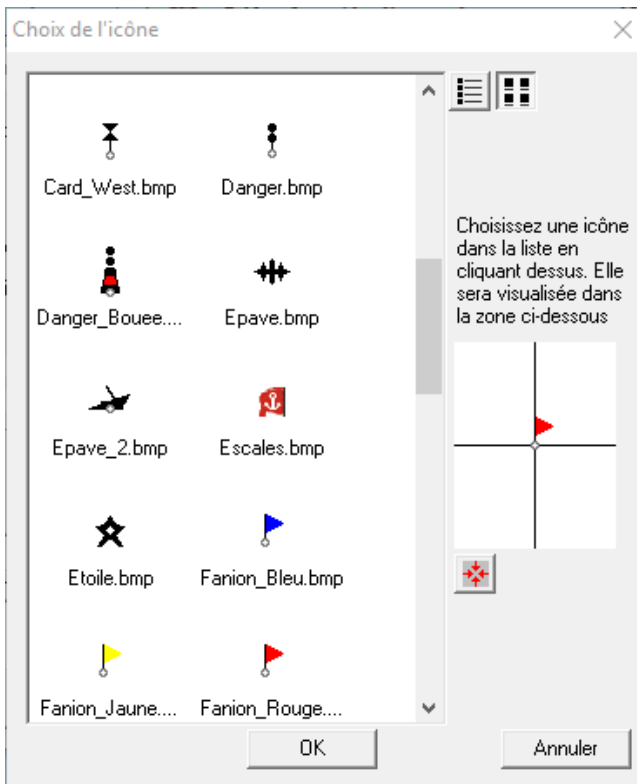 Choix de l'icône
Card_West.bmp
Danger.bmp
Danger_Bouee....
Epave.bmp
Epave_2.bmp
Escales.bmp
Etoile.bmp
Fanion_Bleu.bmp
Fanion_Jaune....
Fanion_Rouge....
Choisissez une icône
dans la liste en
cliquant dessus. Elle
sera visualisée dans
la zone ci-dessous
OK
Annuler